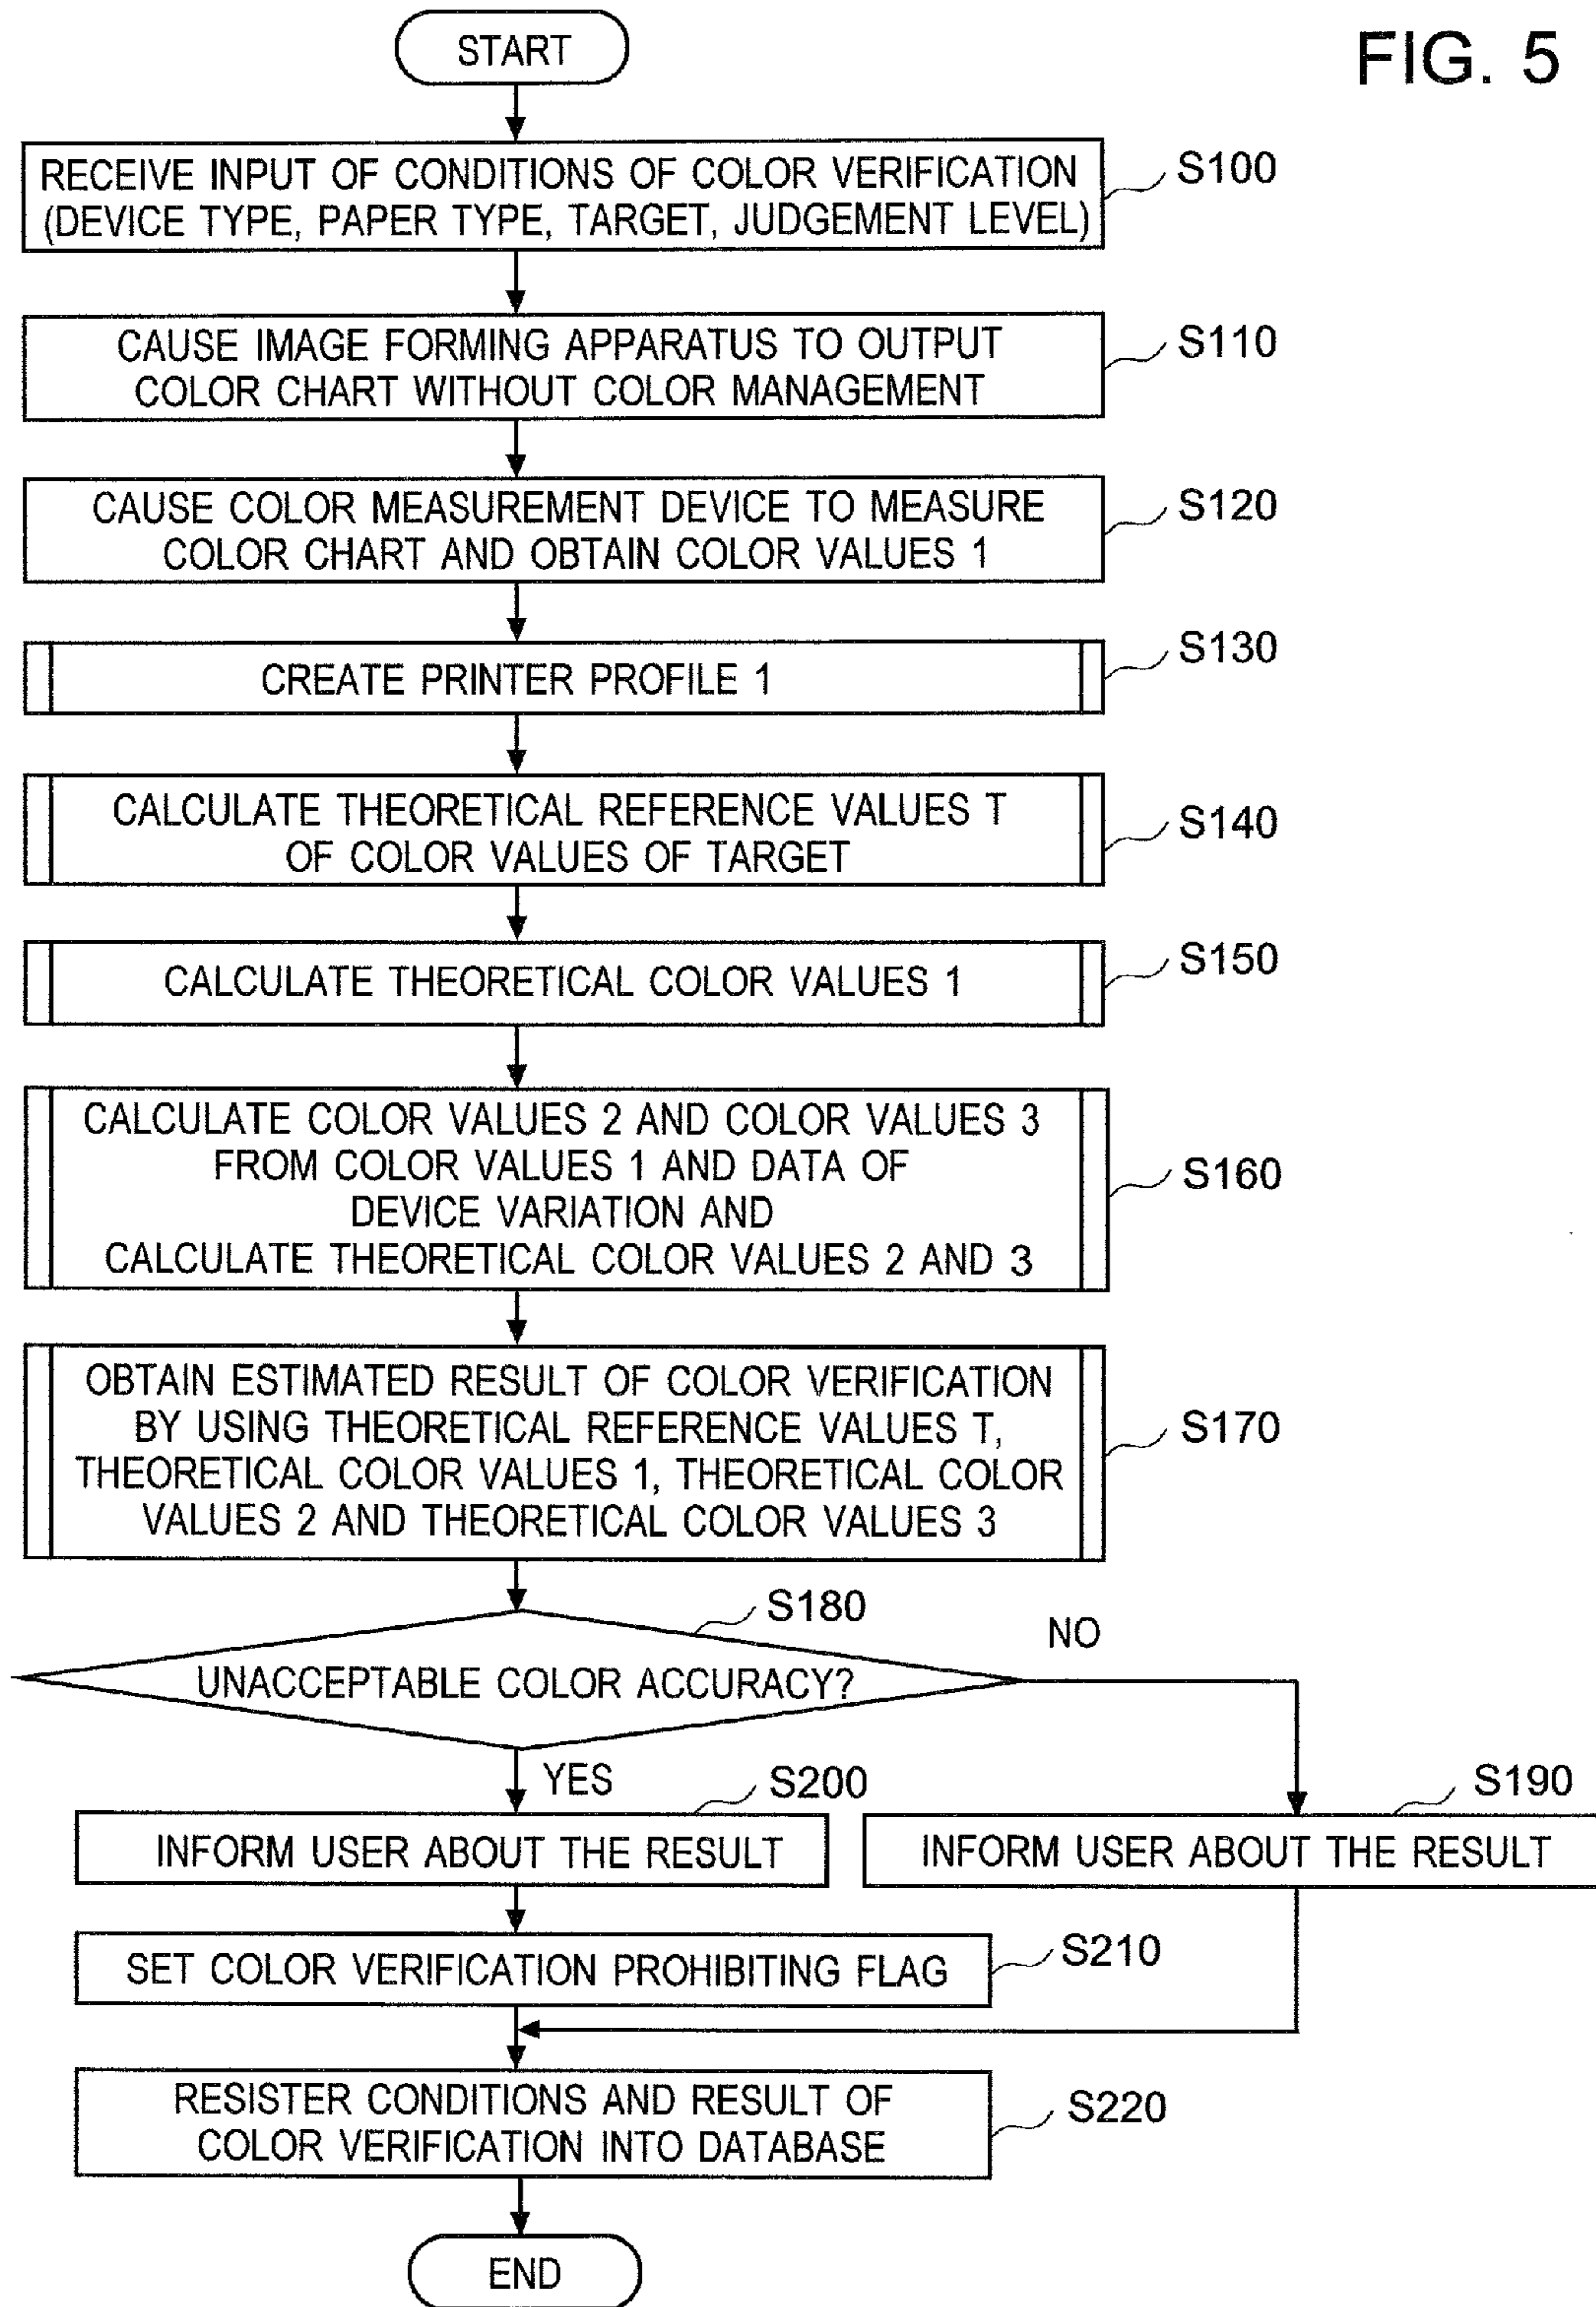 FIG. 5
START
RECEIVE INPUT OF CONDITIONS OF COLOR VERIFICATION
(DEVICE TYPE, PAPER TYPE, TARGET, JUDGEMENT LEVEL)
S100
CAUSE IMAGE FORMING APPARATUS TO OUTPUT
COLOR CHART WITHOUT COLOR MANAGEMENT
S110
CAUSE COLOR MEASUREMENT DEVICE TO MEASURE
COLOR CHART AND OBTAIN COLOR VALUES 1
S120
CREATE PRINTER PROFILE 1
S130
CALCULATE THEORETICAL REFERENCE VALUES T
OF COLOR VALUES OF TARGET
S140
CALCULATE THEORETICAL COLOR VALUES 1
S150
CALCULATE COLOR VALUES 2 AND COLOR VALUES 3
FROM COLOR VALUES 1 AND DATA OF
DEVICE VARIATION AND
CALCULATE THEORETICAL COLOR VALUES 2 AND 3
S160
OBTAIN ESTIMATED RESULT OF COLOR VERIFICATION
BY USING THEORETICAL REFERENCE VALUES T,
THEORETICAL COLOR VALUES 1, THEORETICAL COLOR
VALUES 2 AND THEORETICAL COLOR VALUES 3
S170
S180
UNACCEPTABLE COLOR ACCURACY?
NO
YES
S200
INFORM USER ABOUT THE RESULT
S190
INFORM USER ABOUT THE RESULT
SET COLOR VERIFICATION PROHIBITING FLAG
S210
RESISTER CONDITIONS AND RESULT OF
COLOR VERIFICATION INTO DATABASE
S220
END